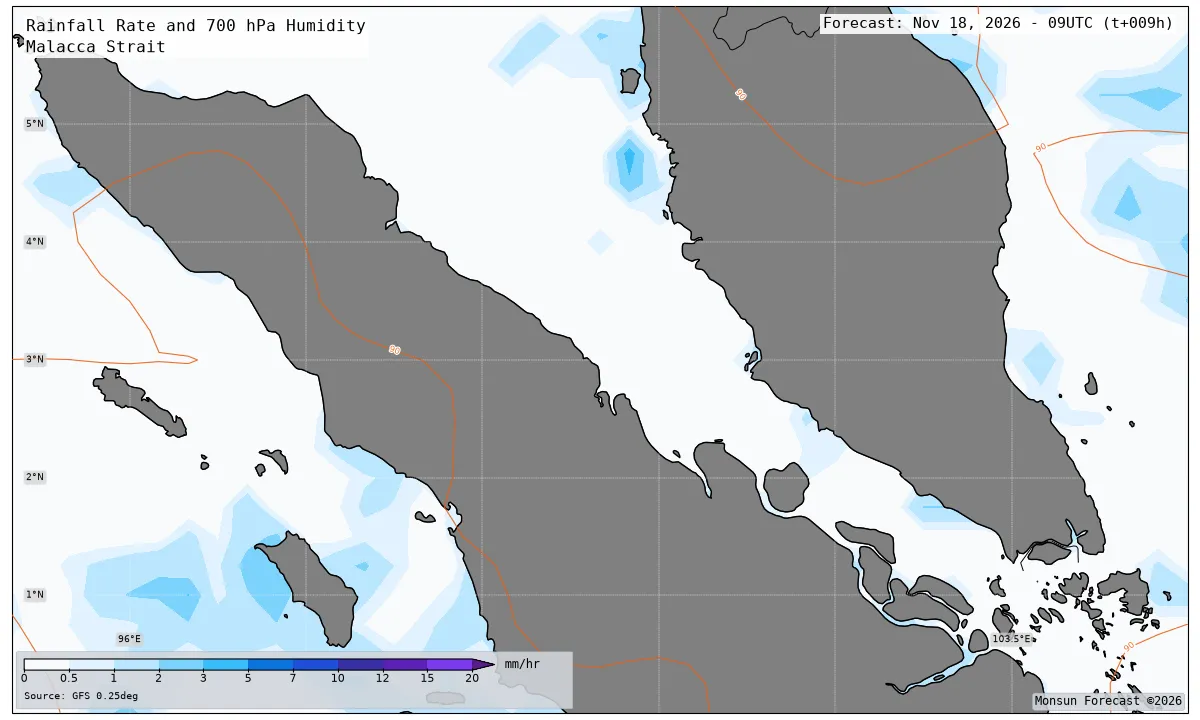 Rainfall Rate and 700 hPa Humidity
Malacca Strait
Forecast: Nov 18, 2026 - 09UTC (t+009h)
90
90
5°N
4°N
3°N
90
2°N
1°N
96°E
103.5°E
90
0 0.5 1 2 3 5 7 10 12 15 20 mm/hr
Source: GFS 0.25deg
Monsun Forecast ©2026